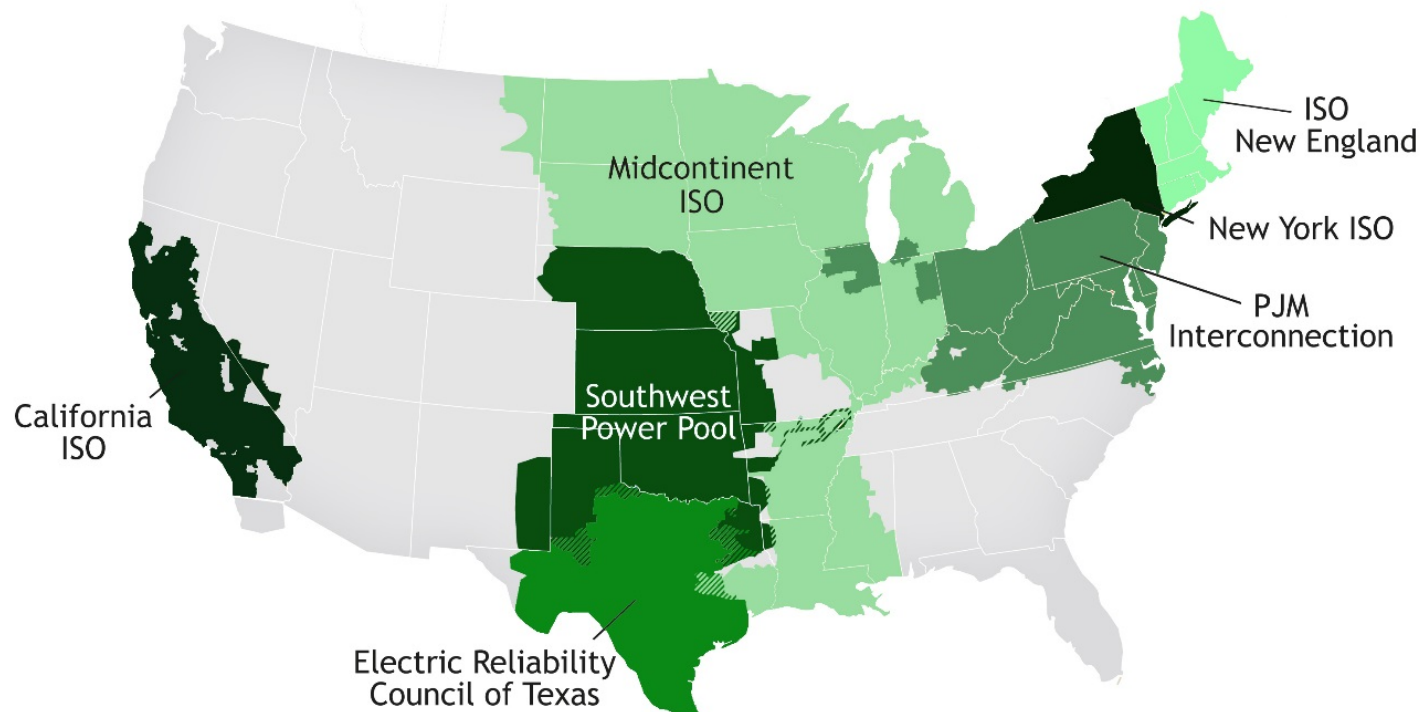 ISO
New England
Midcontinent
ISO
New York ISO
PJM
Interconnection
California
ISO
Southwest
Power Pool
Electric Reliability
Council of Texas